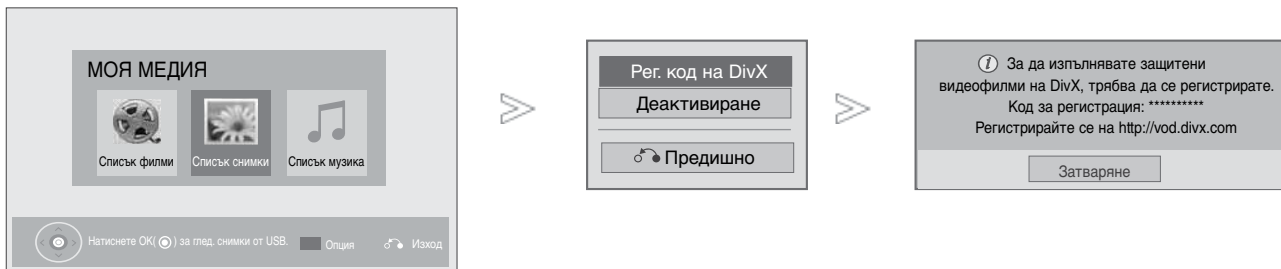 МОЯ МЕДИЯ
Списък филми
Списък снимки
Списък музика
Натиснете OK( ) за глед. снимки от USB.
Опция
Изход
Рег. код на DivX
Деактивиране
Предишно
За да изпълнявате защитени
видеофилми на DivX, трябва да се регистрирате.
Код за регистрация: **********
Регистрирайте се на http://vod.divx.com
Затваряне